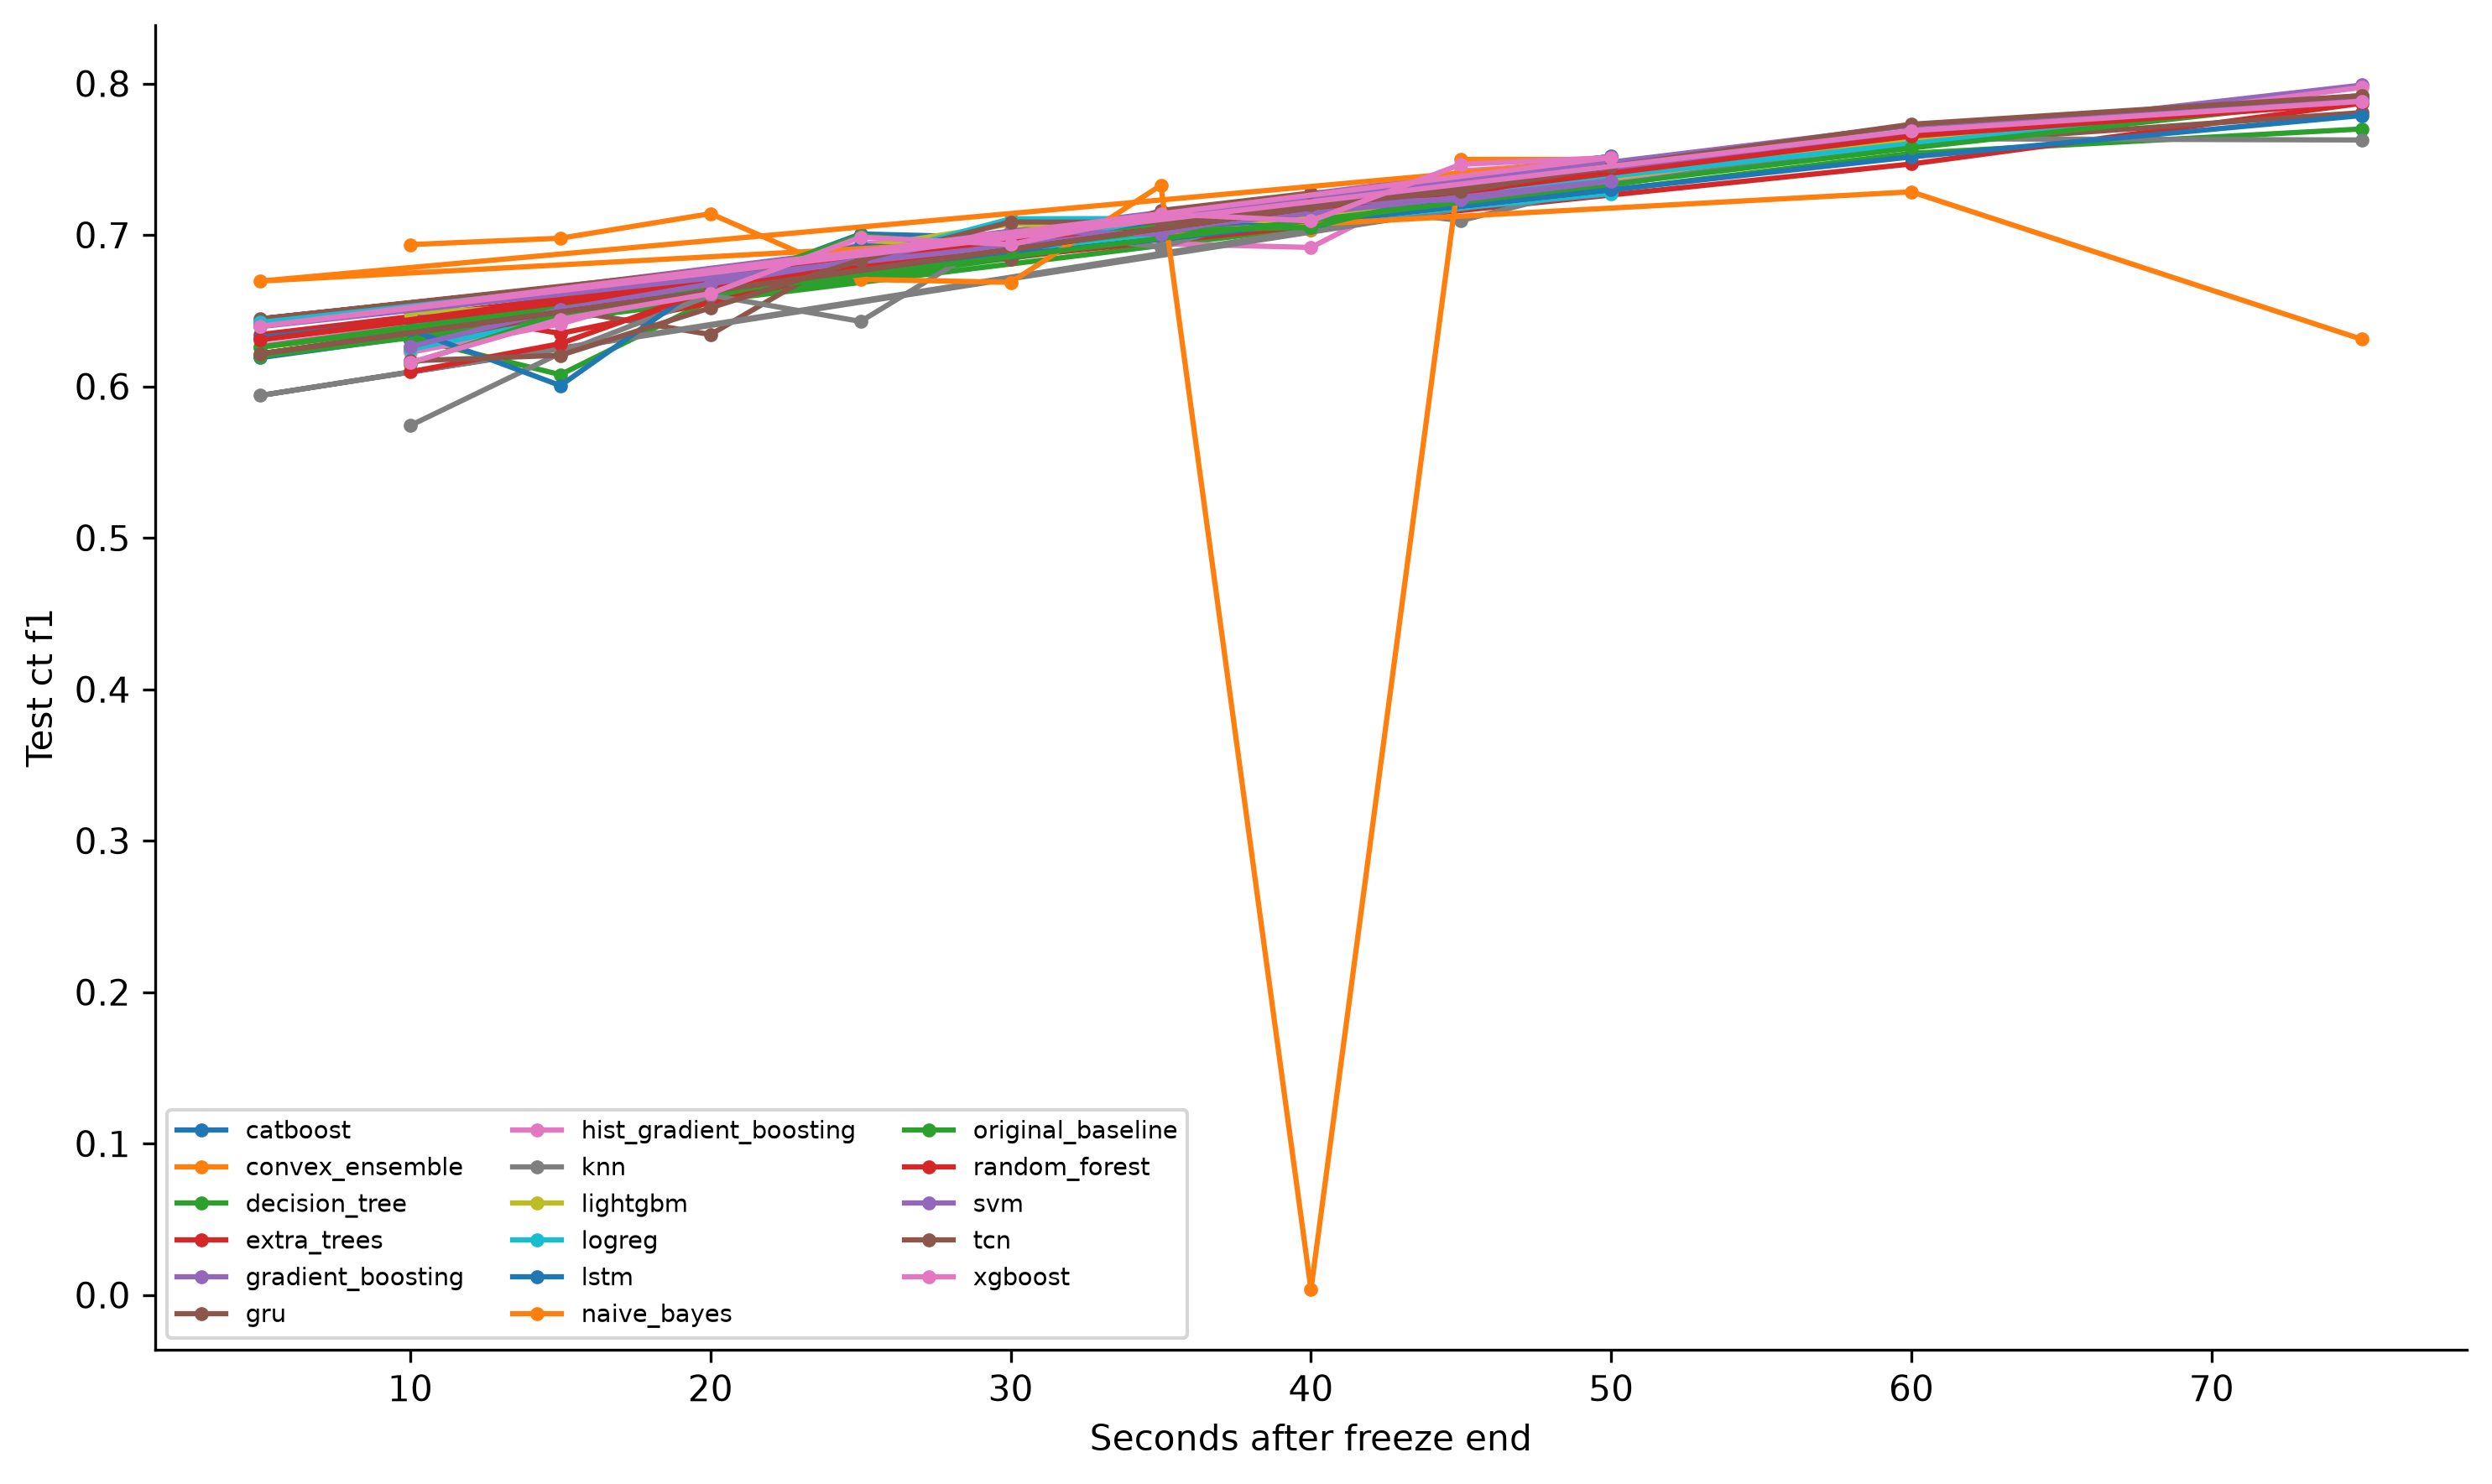 0.8
0.7
0.6
0.5
0.4
0.3
0.2
0.1
0.0
Test ct f1
catboost
convex_ensemble
decision_tree
extra_trees
gradient_boosting
gru
hist_gradient_boosting
knn
lightgbm
logreg
lstm
naive_bayes
original_baseline
random_forest
svm
tcn
xgboost
10 20 30 40 50 60 70
Seconds after freeze end